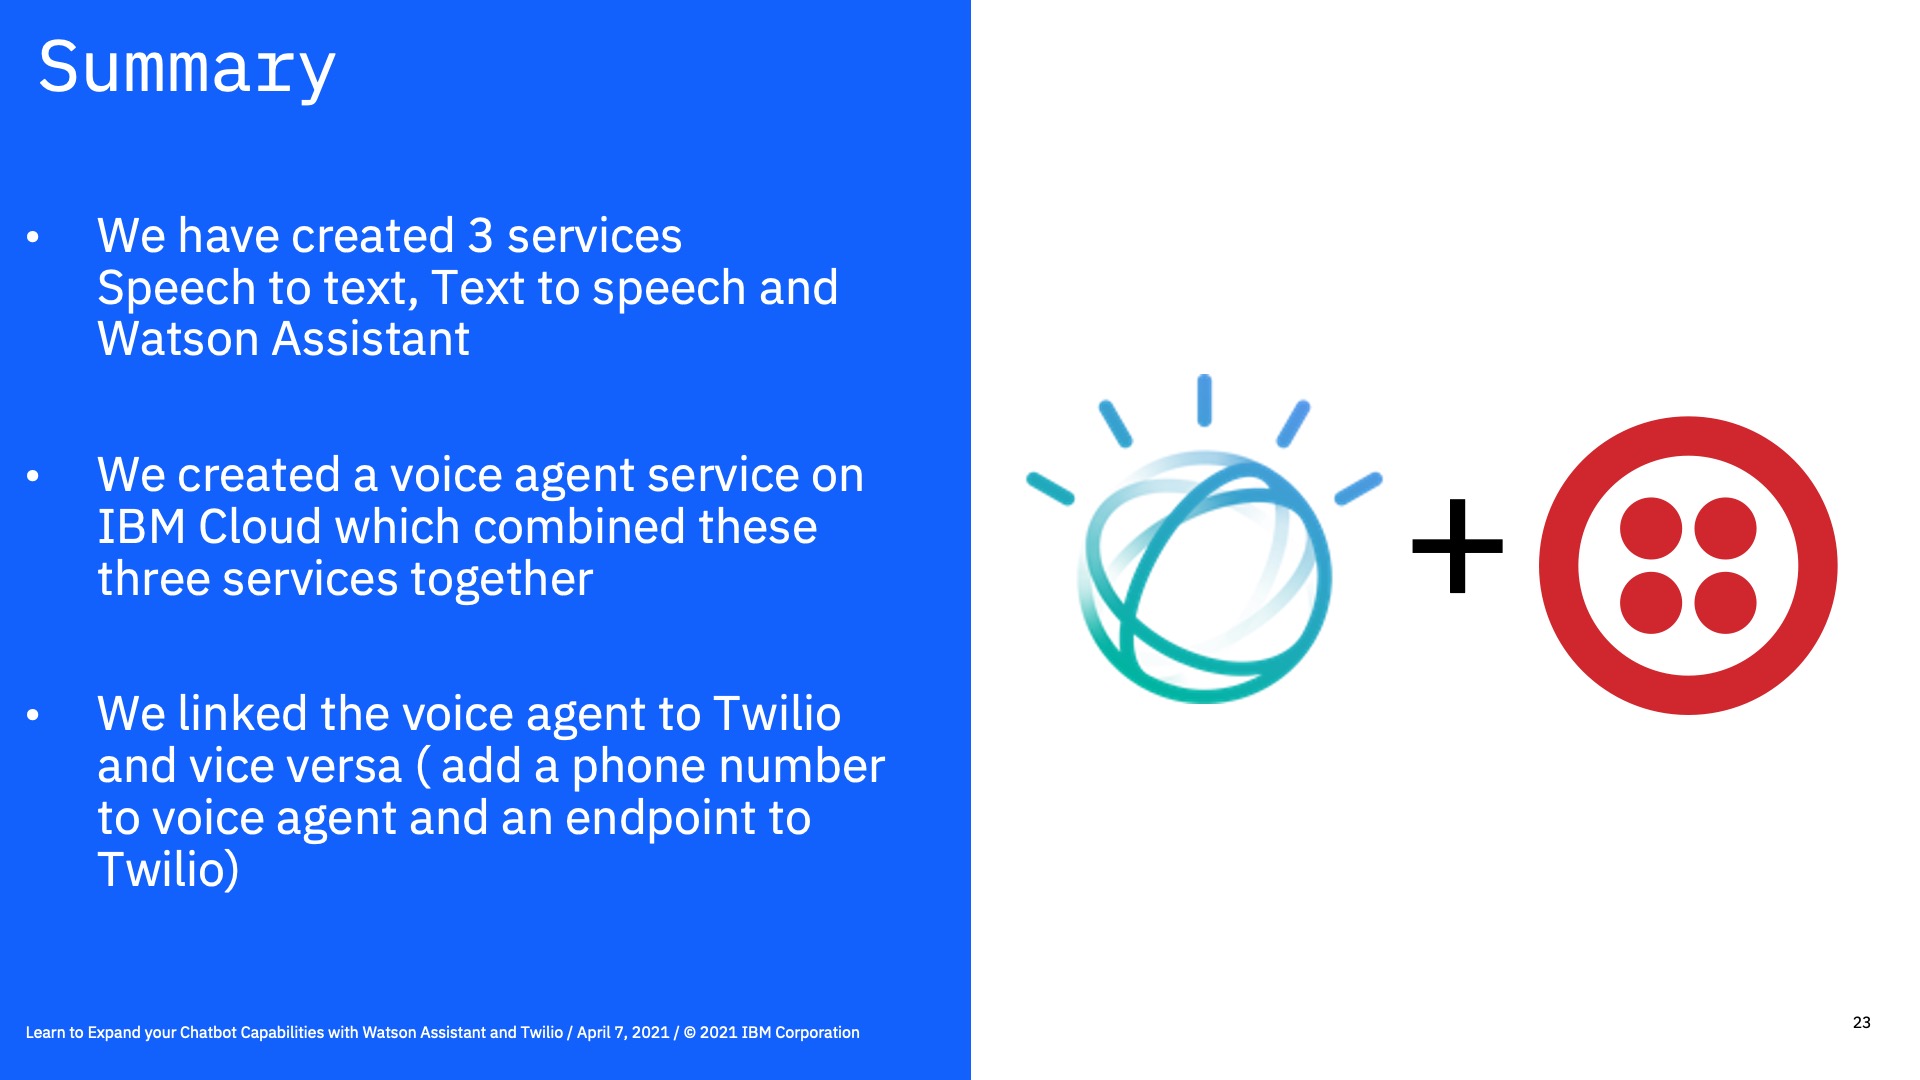 Summary
• We have created 3 services
Speech to text, Text to speech and
Watson Assistant
• We created a voice agent service on
IBM Cloud which combined these
three services together
• We linked the voice agent to Twilio
and vice versa ( add a phone number
to voice agent and an endpoint to
Twilio)
Learn to Expand your Chatbot Capabilities with Watson Assistant and Twilio / April 7, 2021 / © 2021 IBM Corporation
+
23